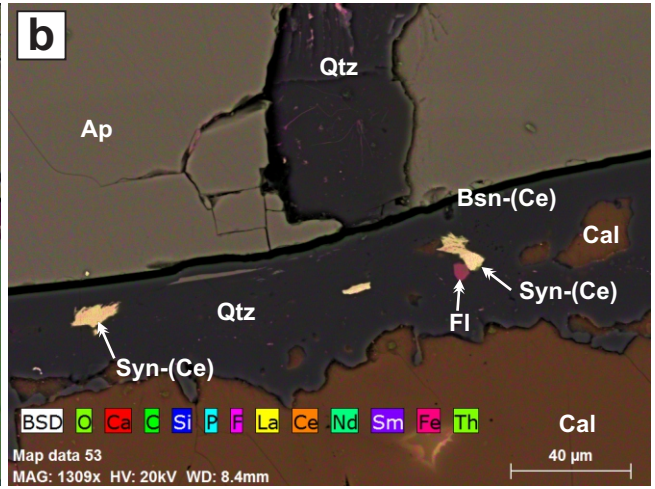 b
Qtz
Ap
Bsn-(Ce)
Cal
Syn-(Ce)
Qtz
Fl
Syn-(Ce)
BSD O Ca C Si P F La Ce Nd Sm Fe Th
Cal
Map data 53
MAG: 1309x HV: 20kV WD: 8.4mm
40 µm